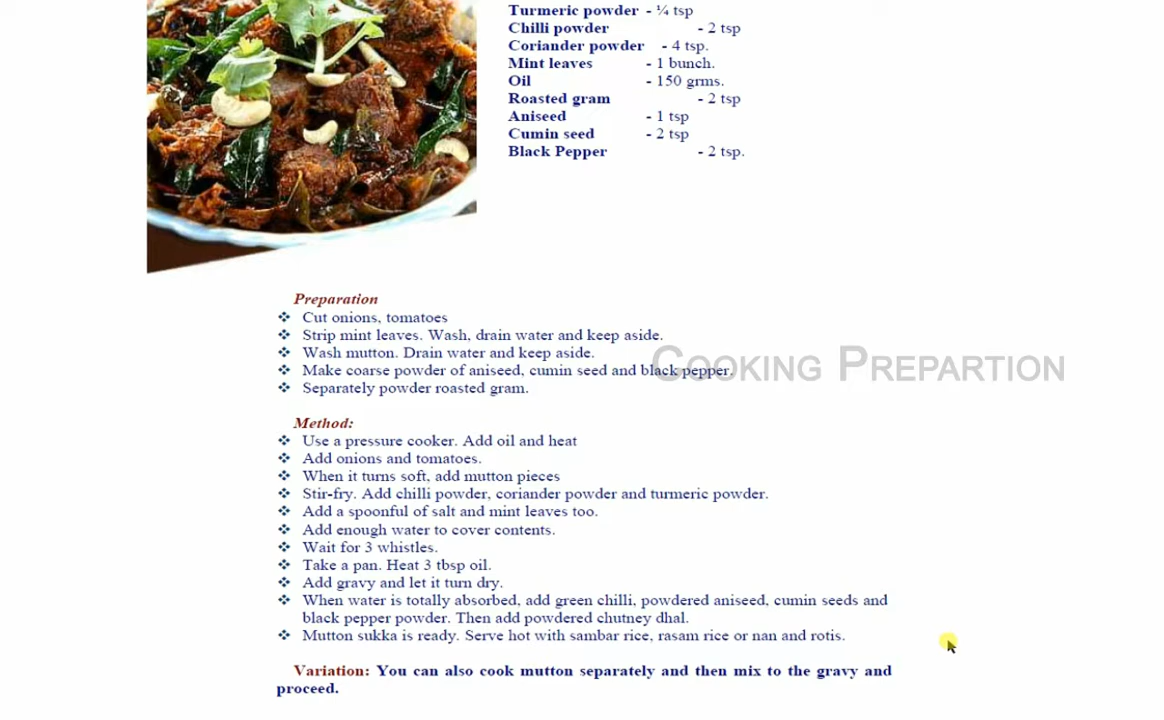 Turmeric powder - ¼ tsp
Chilli powder - 2 tsp
Coriander powder - 4 tsp.
Mint leaves - 1 bunch.
Oil - 150 grms.
Roasted gram - 2 tsp
Aniseed - 1 tsp
Cumin seed - 2 tsp
Black Pepper - 2 tsp.
Preparation
❖ Cut onions, tomatoes
❖ Strip mint leaves. Wash, drain water and keep aside.
❖ Wash mutton. Drain water and keep aside.
❖ Make coarse powder of aniseed, cumin seed and black pepper.
❖ Separately powder roasted gram.
COOKING PREPARTION
Method:
❖ Use a pressure cooker. Add oil and heat
❖ Add onions and tomatoes.
❖ When it turns soft, add mutton pieces
❖ Stir-fry. Add chilli powder, coriander powder and turmeric powder.
❖ Add a spoonful of salt and mint leaves too.
❖ Add enough water to cover contents.
❖ Wait for 3 whistles.
❖ Take a pan. Heat 3 tbsp oil.
❖ Add gravy and let it turn dry.
❖ When water is totally absorbed, add green chilli, powdered aniseed, cumin seeds and
black pepper powder. Then add powdered chutney dhal.
❖ Mutton sukka is ready. Serve hot with sambar rice, rasam rice or nan and rotis.
Variation: You can also cook mutton separately and then mix to the gravy and
proceed.